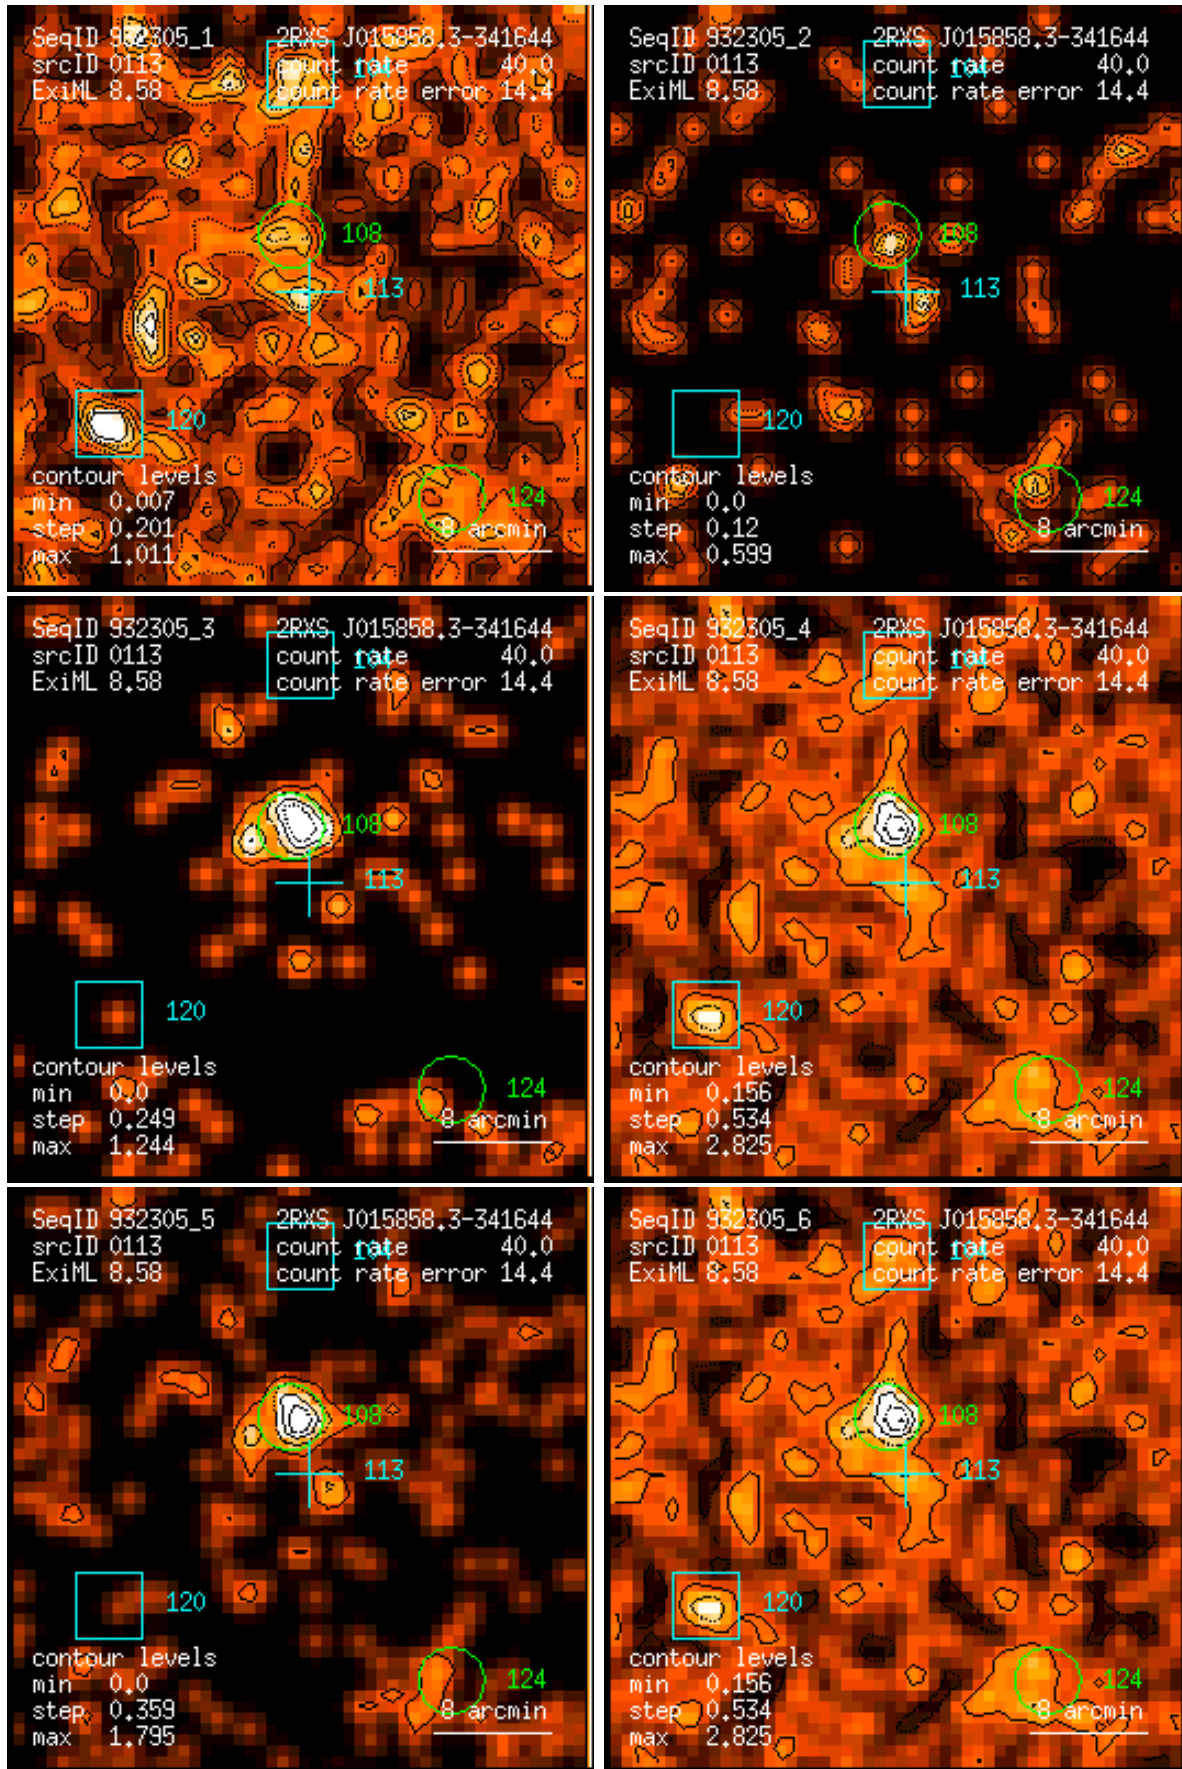 SeqID 932305_1 2RXS J015858.3-341644
srcID 0113 count rate 40.0
104
ExiML 8.58 count rate error 14.4
108
113
120
contour levels
min 0.007
124
step 0.201
8 arcmin
max 1.011
SeqID 932305_2 2RXS J015858.3-341644
srcID 0113 count rate 40.0
104
ExiML 8.58 count rate error 14.4
108
113
120
contour levels
min 0.0
124
step 0.12
8 arcmin
max 0.599
SeqID 932305_3 2RXS J015858.3-341644
srcID 0113 count rate 40.0
104
ExiML 8.58 count rate error 14.4
108
113
120
contour levels
min 0.0
124
step 0.249
8 arcmin
max 1.244
SeqID 932305_4 2RXS J015858.3-341644
srcID 0113 count rate 40.0
104
ExiML 8.58 count rate error 14.4
108
113
120
contour levels
min 0.156
124
step 0.534
8 arcmin
max 2.825
SeqID 932305_5 2RXS J015858.3-341644
srcID 0113 count rate 40.0
104
ExiML 8.58 count rate error 14.4
108
113
120
contour levels
min 0.0
124
step 0.359
8 arcmin
max 1.795
SeqID 932305_6 2RXS J015858.3-341644
srcID 0113 count rate 40.0
104
ExiML 8.58 count rate error 14.4
108
113
120
contour levels
min 0.156
124
step 0.534
8 arcmin
max 2.825